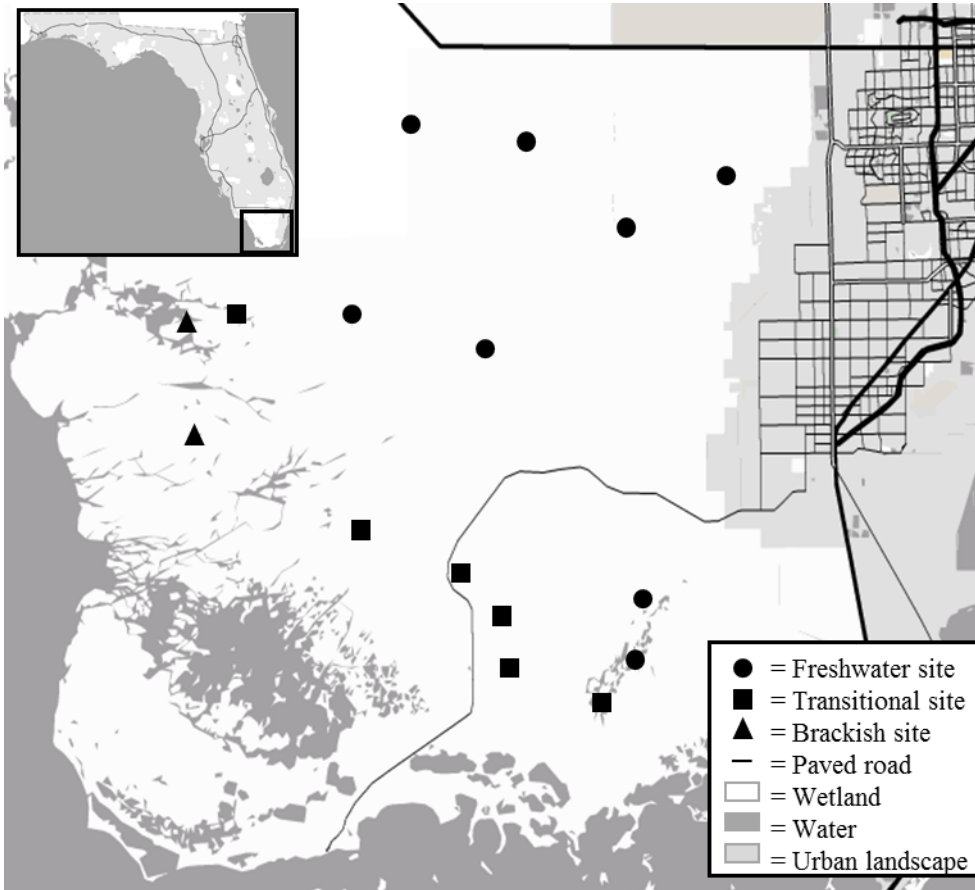 = Freshwater site
= Transitional site
= Brackish site
= Paved road
= Wetland
= Water
= Urban landscape